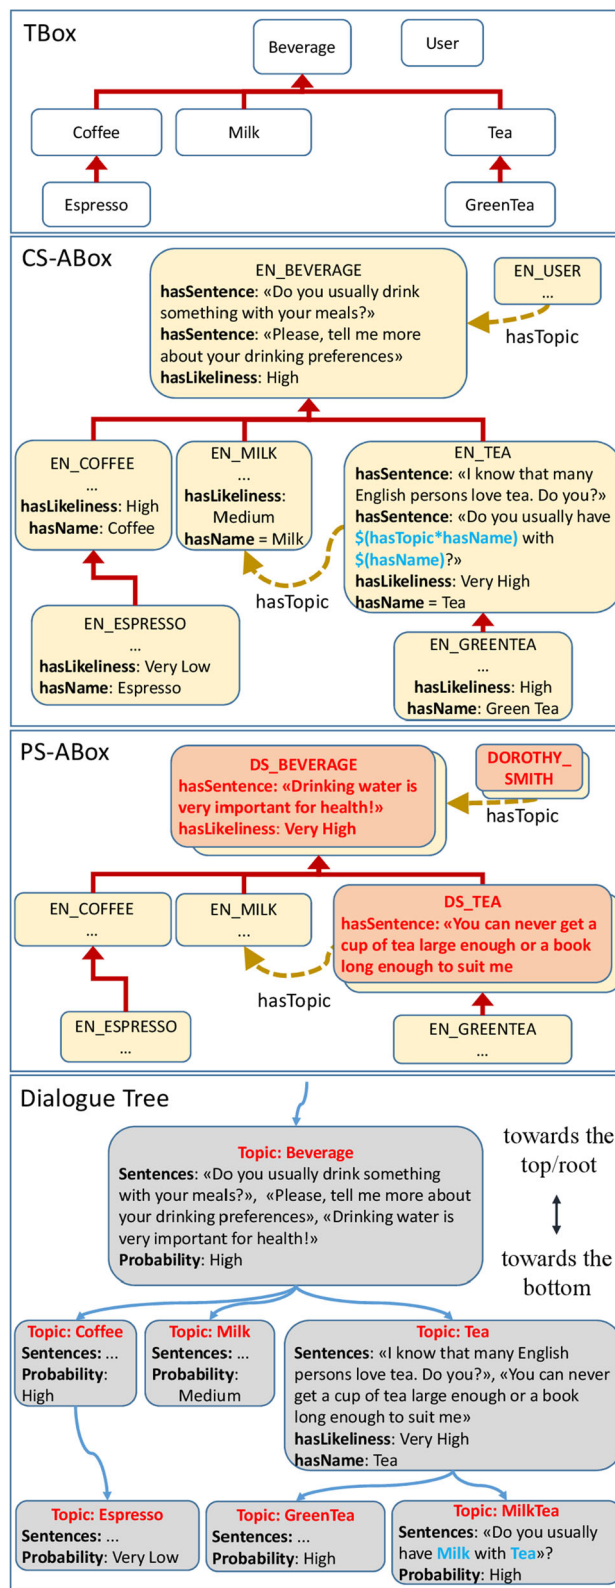 TBox
Beverage
User
Coffee
Milk
Tea
Espresso
GreenTea
CS-ABox
EN_BEVERAGE
hasSentence: «Do you usually drink
something with your meals?»
hasSentence: «Please, tell me more
about your drinking preferences»
hasLikeliness: High
EN_USER
...
hasTopic
EN_COFFEE
...
hasLikeliness: High
hasName: Coffee
EN_MILK
...
hasLikeliness:
Medium
hasName = Milk
EN_TEA
hasSentence: «I know that many
English persons love tea. Do you?»
hasSentence: «Do you usually have
$(hasTopic*hasName) with
$(hasName)?»
hasLikeliness: Very High
hasName = Tea
hasTopic
EN_ESPRESSO
...
hasLikeliness: Very Low
hasName: Espresso
EN_GREENTEA
...
hasLikeliness: High
hasName: Green Tea
PS-ABox
DS_BEVERAGE
hasSentence: «Drinking water is
very important for health!»
hasLikeliness: Very High
DOROTHY_
SMITH
hasTopic
EN_COFFEE
...
EN_MILK
...
DS_TEA
hasSentence: «You can never get a
cup of tea large enough or a book
long enough to suit me
hasTopic
EN_ESPRESSO
...
EN_GREENTEA
...
Dialogue Tree
Topic: Beverage
Sentences: «Do you usually drink something
with your meals?», «Please, tell me more about
your drinking preferences», «Drinking water is
very important for health!»
Probability: High
towards the
top/root
towards the
bottom
Topic: Coffee
Sentences: ...
Probability:
High
Topic: Milk
Sentences: ...
Probability:
Medium
Topic: Tea
Sentences: «I know that many English
persons love tea. Do you?», «You can never
get a cup of tea large enough or a book
long enough to suit me»
hasLikeliness: Very High
hasName: Tea
Topic: Espresso
Sentences: ...
Probability: Very Low
Topic: GreenTea
Sentences: ...
Probability: High
Topic: MilkTea
Sentences: «Do you usually
have Milk with Tea»?
Probability: High